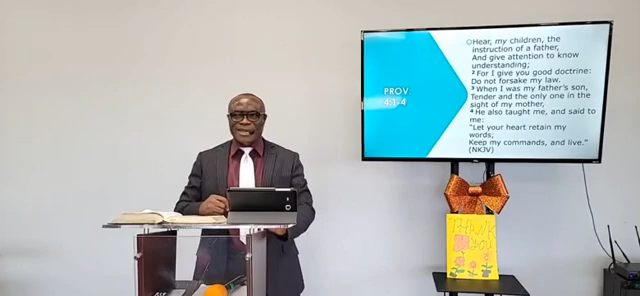 Hear, my children, the
instruction of a father,
And give attention to know
understanding;
2 For I give you good doctrine:
Do not forsake my law.
3 When I was my father's son,
Tender and the only one in the
sight of my mother,
4 He also taught me, and said to
me:
"Let your heart retain my
words;
Keep my commands, and live."
(NKJV)
PROV
4:1-4
THANK
YOU